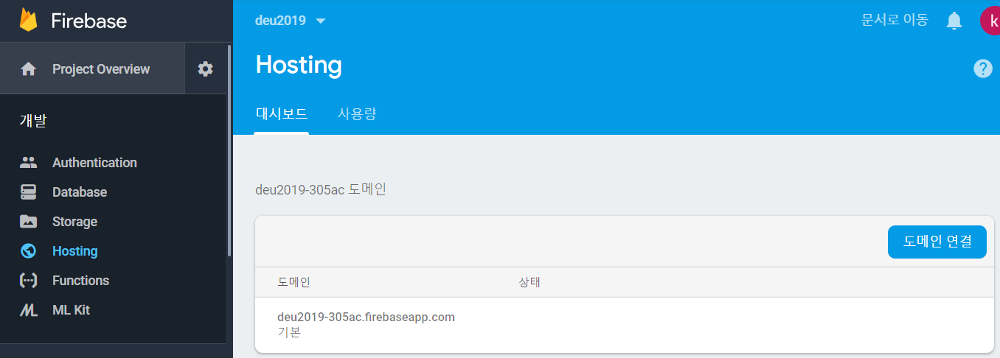 Firebase
Project Overview
개발
Authentication
Database
Storage
Hosting
Functions
ML Kit
deu2019
문서로 이동
k
Hosting
?
대시보드 사용량
deu2019-305ac 도메인
도메인 연결
도메인 상태
deu2019-305ac.firebaseapp.com
기본